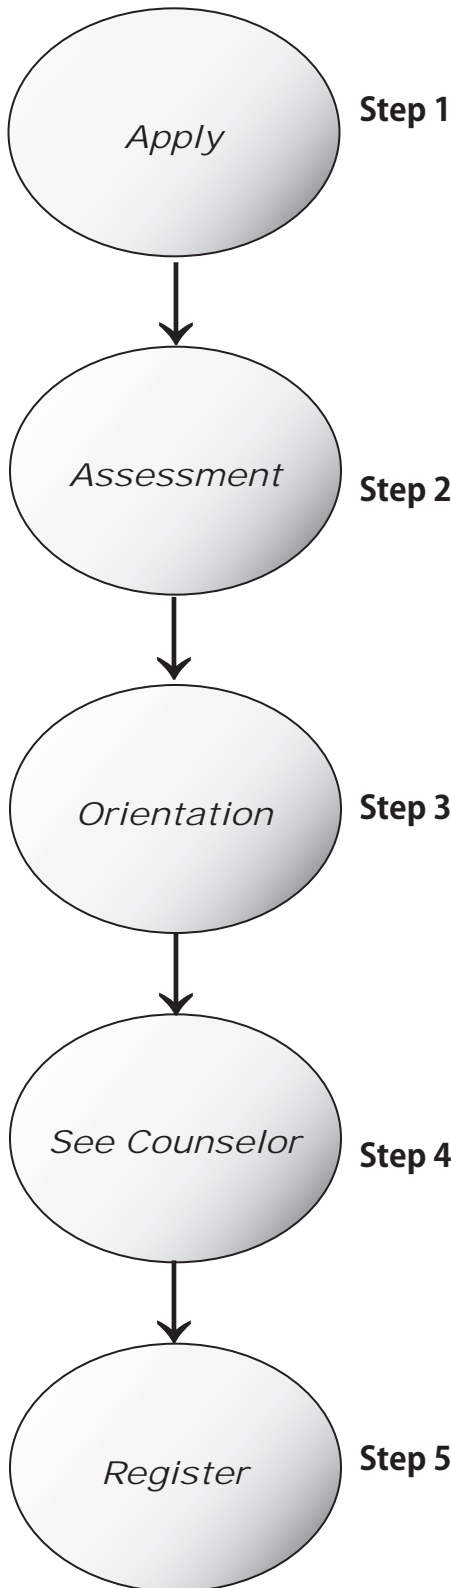 Apply
Step 1
Assessment
Step 2
Orientation
Step 3
See Counselor
Step 4
Register
Step 5